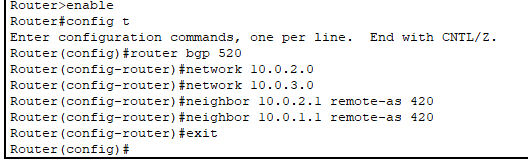 Router>enable
Router#config t
Enter configuration commands, one per line.  End with CNTL/Z.
Router(config)#router bgp 520
Router(config-router)#network 10.0.2.0
Router(config-router)#network 10.0.3.0
Router(config-router)#neighbor 10.0.2.1 remote-as 420
Router(config-router)#neighbor 10.0.1.1 remote-as 420
Router(config-router)#exit
Router(config)#